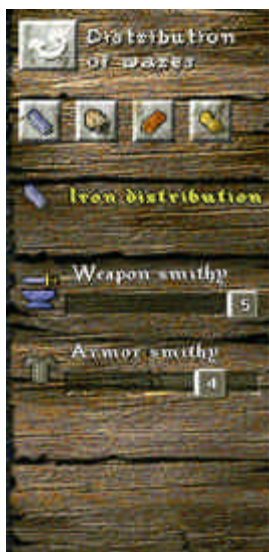 Distribution
of wares
Iron distribution
Weapon smithy
5
Armor smithy
4